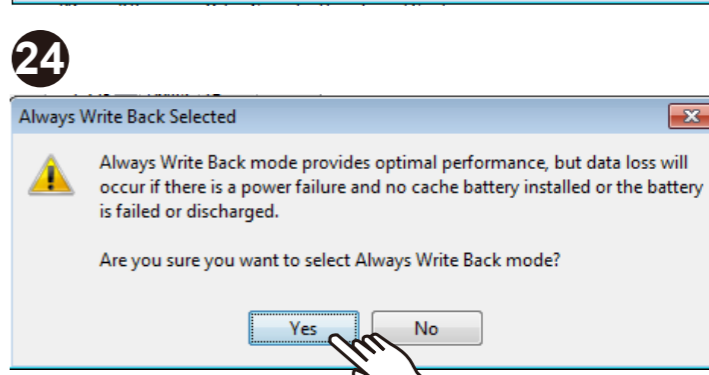 24
Always Write Back Selected
Always Write Back mode provides optimal performance, but data loss will
occur if there is a power failure and no cache battery installed or the battery
is failed or discharged.
Are you sure you want to select Always Write Back mode?
Yes No